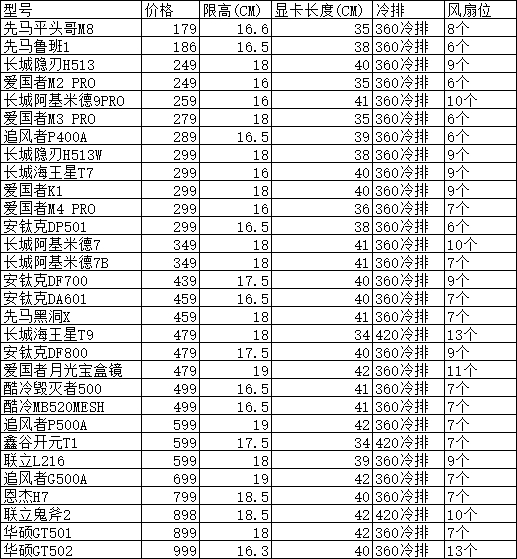 型号 价格 限高(CM) 显卡长度(CM) 冷排 风扇位
先马平头哥M8 179 16.6 35 360冷排 8个
先马鲁班1 186 16.5 35 360冷排 6个
长城隐刃H513 249 18 40 360冷排 9个
爱国者M2 PRO 249 16 35 360冷排 6个
长城阿基米德9PRO 259 16 41 360冷排 10个
爱国者M3 PRO 279 18 35 360冷排 6个
追风者P400A 289 16.5 39 360冷排 6个
长城隐刃H513W 299 18 38 360冷排 9个
长城海王星T7 299 16 40 360冷排 9个
爱国者K1 299 18 40 360冷排 9个
爱国者M4 PRO 299 16 36 360冷排 7个
安钛克DP501 299 16.5 38 360冷排 6个
长城阿基米德7 349 18 41 360冷排 10个
长城阿基米德7B 349 18 41 360冷排 7个
安钛克DF700 439 17.5 40 360冷排 9个
安钛克DA601 459 16.5 40 360冷排 7个
先马黑洞X 459 18 41 360冷排 7个
长城海王星T9 479 18 34 420冷排 13个
安钛克DF800 479 17.5 40 360冷排 9个
爱国者月光宝盒镜 479 19 42 360冷排 11个
酷冷毁灭者500 499 16.5 41 360冷排 7个
酷冷MB520MESH 499 16.5 41 360冷排 7个
追风者P500A 599 19 42 360冷排 7个
鑫谷开元T1 599 17.5 34 420冷排 7个
联立L216 599 18 39 360冷排 9个
追风者G500A 699 19 42 360冷排 7个
恩杰H7 799 18.5 40 360冷排 7个
联立鬼斧2 898 18.5 42 420冷排 10个
华硕GT501 899 18 42 360冷排 7个
华硕GT502 999 16.3 40 360冷排 13个